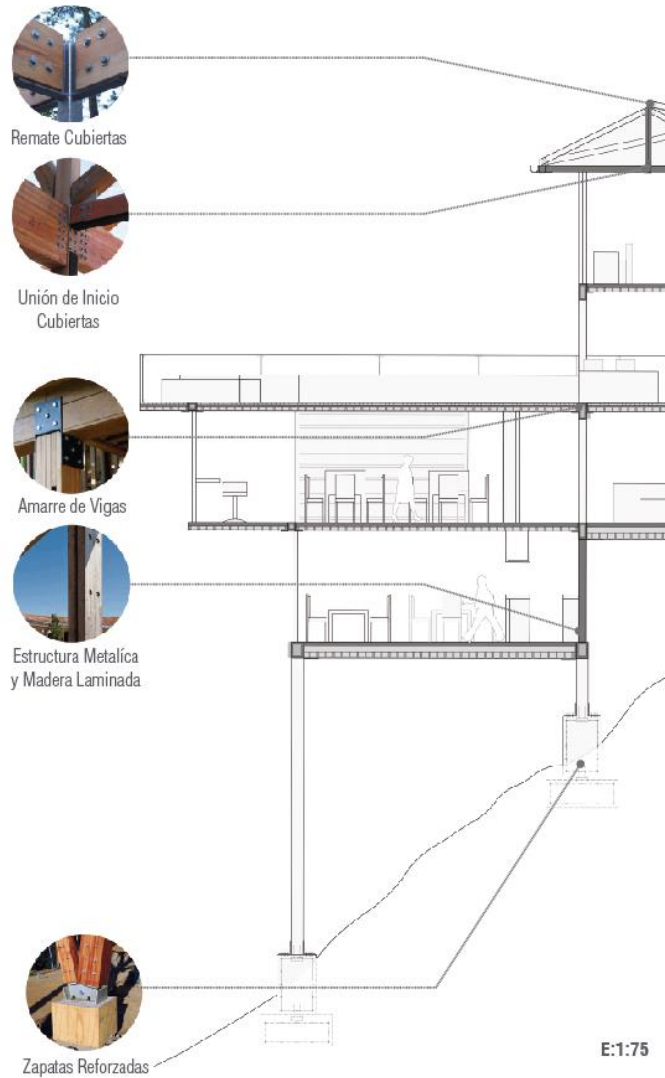 Remate Cubiertas
Unión de Inicio
Cubiertas
Amarre de Vigas
Estructura Metalíca
y Madera Laminada
Zapatas Reforzadas
E:1:75